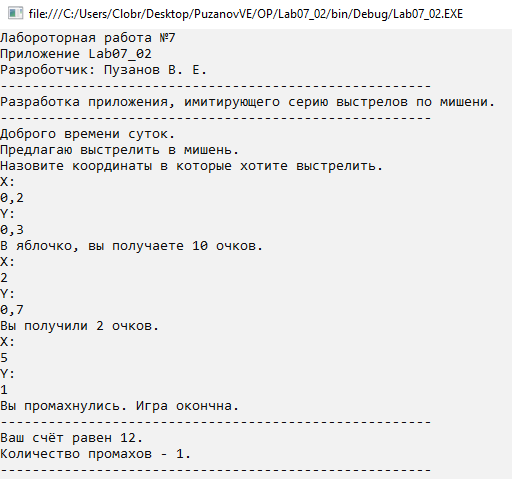 file:///C:/Users/Clobr/Desktop/PuzanovVE/OP/Lab07_02/bin/Debug/Lab07_02.EXE
Лабороторная работа №7
Приложение Lab07_02
Разроботчик: Пузанов В. Е.
------------------------------------------------------
Разработка приложения, имитирующего серию выстрелов по мишени.
------------------------------------------------------
Доброго времени суток.
Предлагаю выстрелить в мишень.
Назовите координаты в которые хотите выстрелить.
X:
0,2
Y:
0,3
В яблочко, вы получаете 10 очков.
X:
2
Y:
0,7
Вы получили 2 очков.
X:
5
Y:
1
Вы промахнулись. Игра окончна.
------------------------------------------------------
Ваш счёт равен 12.
Количество промахов - 1.
------------------------------------------------------